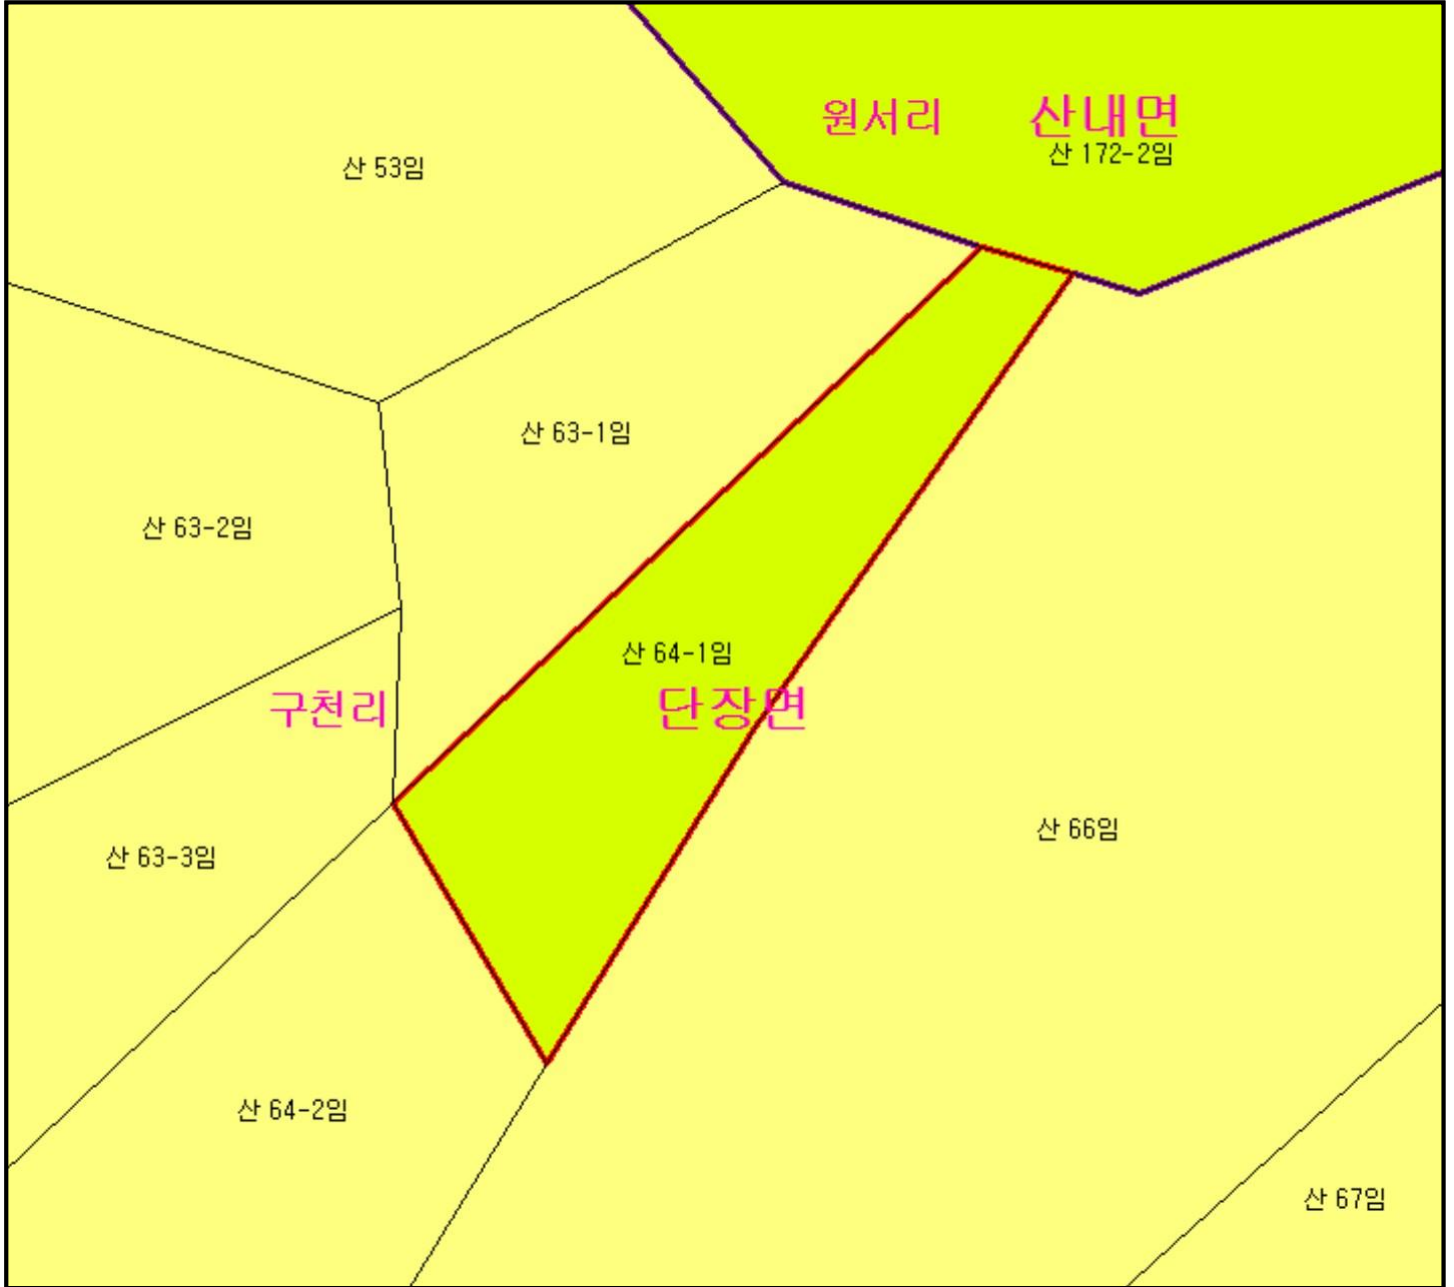 원서리 산내면
산 172-2임
산 53임
산 63-1임
산 63-2임
산 64-1임
구천리 단장면
산 66임
산 63-3임
산 64-2임
산 67임